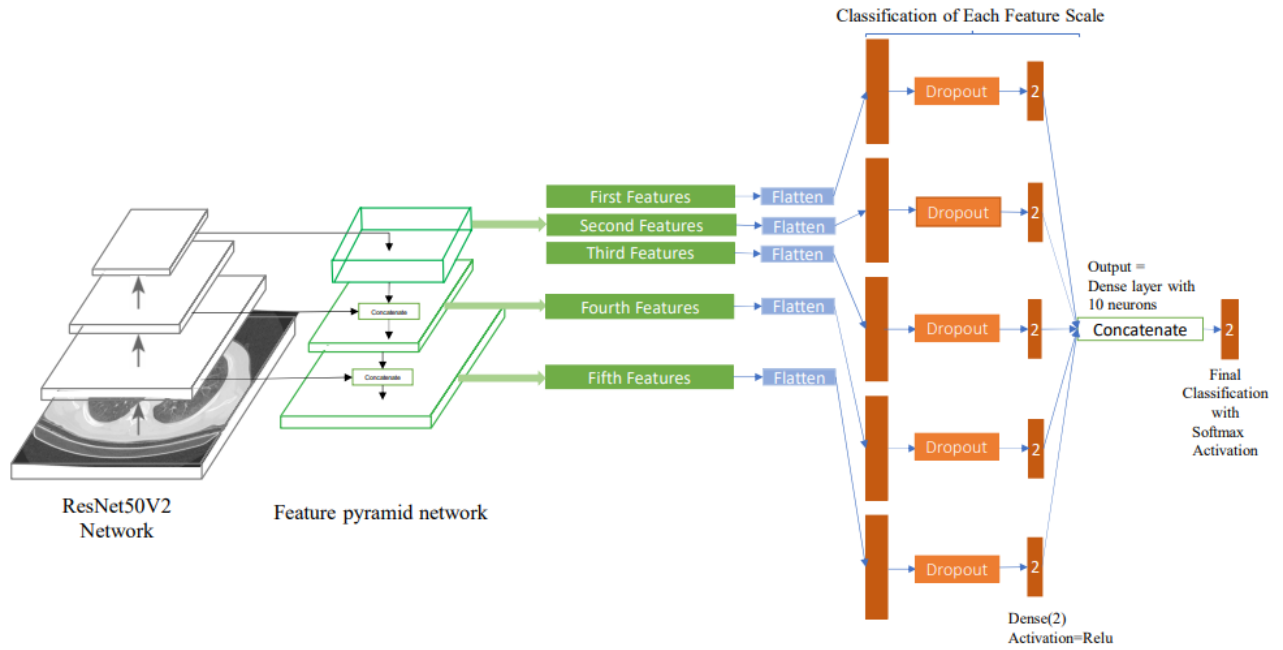 Classification of Each Feature Scale
Dropout
2
First Features
Flatten
Second Features
Flatten
Third Features
Flatten
Dropout
2
Concatenate
Fourth Features
Flatten
Dropout
2
Output =
Dense layer with
10 neurons
Concatenate
2
Concatenate
Fifth Features
Flatten
Final
Classification
with
Softmax
Activation
Dropout
2
ResNet50V2
Network
Feature pyramid network
Dropout
2
Dense(2)
Activation=Relu